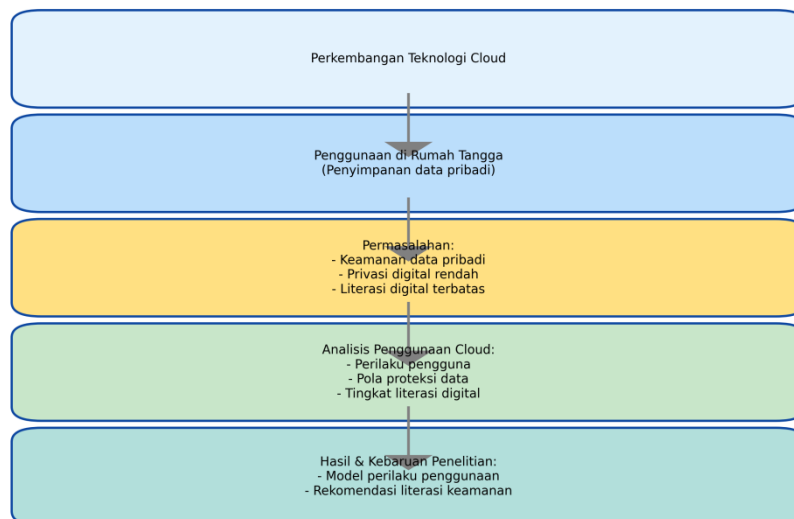 Perkembangan Teknologi Cloud
Penggunaan di Rumah Tangga
(Penyimpanan data pribadi)
Permasalahan:
- Keamanan data pribadi
- Privasi digital rendah
- Literasi digital terbatas
Analisis Penggunaan Cloud:
- Perilaku pengguna
- Pola proteksi data
- Tingkat literasi digital
Hasil & Kebaruan Penelitian:
- Model perilaku penggunaan
- Rekomendasi literasi keamanan